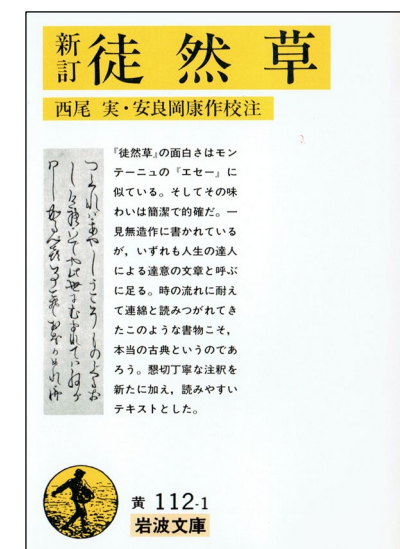 新訂 徒然草
西尾 実・安良岡康作校注
『徒然草』の面白さはモン
テーニュの『エセー』に
似ている。そしてその味
わいは簡潔で的確だ。一
見無造作に書かれている
が，いずれも人生の達人
による達意の文章と呼ぶ
に足る。時の流れに耐え
て連綿と読みつがれてき
たこのような書物こそ，
本当の古典というのであ
ろう。懇切丁寧な注釈を
新たに加え，読みやすい
テキストとした。
黄 112-1
岩波文庫